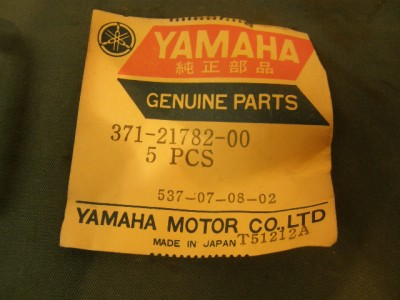 YAMAHA
純正部品
GENUINE PARTS
371-21782-00
5 PCS
537-07-08-02
YAMAHA MOTOR CO.,LTD
MADE IN JAPAN T51212A